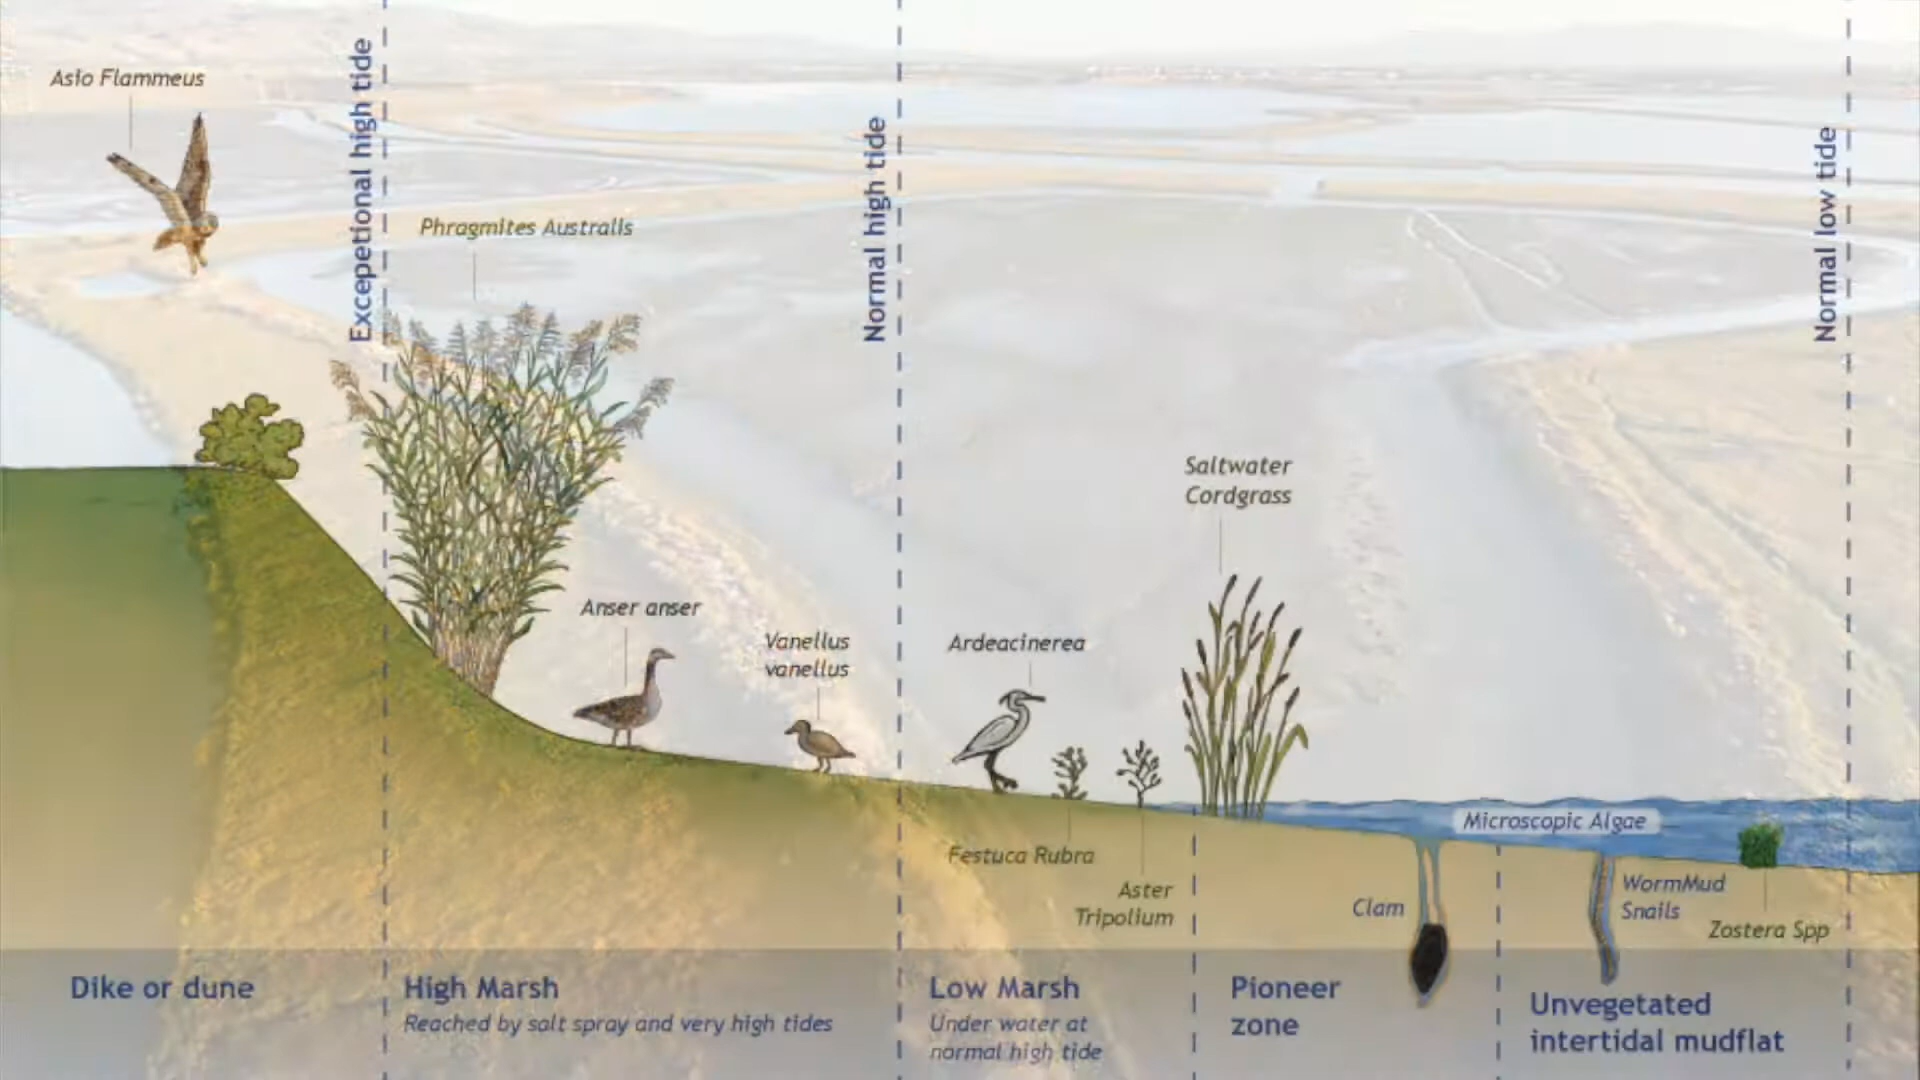 Asio Flammeus
Excepetional high tide
Phragmites Australis
Normal high tide
Normal low tide
Saltwater
Cordgrass
Anser anser
Vanellus
vanellus
Ardeacinerea
Microscopic Algae
Festuca Rubra
Aster
Tripolium
Clam
WormMud
Snails
Zostera Spp
Dike or dune
High Marsh
Reached by salt spray and very high tides
Low Marsh
Under water at
normal high tide
Pioneer
zone
Unvegetated
intertidal mudflat